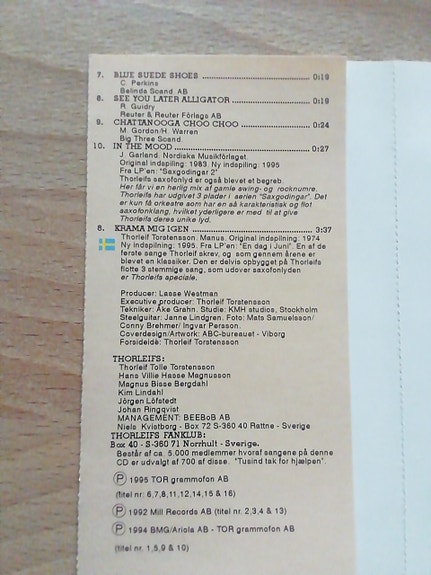 7. BLUE SUEDE SHOES ........................ 0:19
C. Perkins
Belinda Scand. AB
8. SEE YOU LATER ALLIGATOR ........................ 0:19
R. Guidry
Reuter & Reuter Förlags AB
9. CHATTANOOGA CHOO CHOO ........................ 0:24
M. Gordon/H. Warren
Big Three Scand
10. IN THE MOOD ........................ 0:27
J. Garland. Nordiska Musikförlaget.
Original indspilning: 1983. Ny indspilning: 1995
Fra LP'en: "Saxgodingar 2"
Thorleifs saxofonlyd er også blevet et begreb.
Her får vi en herlig mix af gamle swing- og rocknumre.
Thorleifs har udgivet 3 plader i serien "Saxgodingar". Det
er kun få orkestre som har en så karakteristisk og flot
saxofonklang, hvilket yderligere er med til at give
Thorleifs deres unike lyd.
8. KRAMA MIG IGEN ........................ 3:37
Thorleif Torstensson. Manus. Original indspilning: 1974
Ny indspilning: 1995. Fra LP'en: "En dag i Juni". En af de
første sange Thorleif skrev, og som gennem årene er
blevet en klassiker. Den er delvis opbygget på Thorleifs
flotte 3 stemmige sang, som udover saxofonlyden
er Thorleifs speciale.
Producer: Lasse Westman
Executive producer: Thorleif Torstensson
Tekniker: Åke Grahn. Studie: KMH studios, Stockholm
Steelguitar: Janne Lindgren. Foto: Mats Samuelsson/
Conny Brehmer/ Ingvar Persson.
Coverdesign/Artwork: ABC-bureauet - Viborg
Forsideidè: Thorleif Torstensson
THORLEIFS:
Thorleif Tolle Torstensson
Hans Villie Hasse Magnusson
Magnus Bisse Bergdahl
Kim Lindahl
Jörgen Löfstedt
Johan Ringqvist
MANAGEMENT: BEEBoB AB
Niels Kvistborg - Box 72 S-360 40 Rattne - Sverige
THORLEIFS FANKLUB:
Box 40 - S-360 71 Norrhult - Sverige.
Består af ca. 5.000 medlemmer hvoraf sangene på denne
CD er udvalgt af 700 af disse. "Tusind tak for hjælpen".
Ⓟ 1995 TOR grammofon AB
(titel nr: 6,7,8,11,12,14,15 & 16)
Ⓟ 1992 Mill Records AB (titel nr: 2,3,4 & 13)
Ⓟ 1994 BMG/Ariola AB - TOR grammofon AB
(titel nr: 1,5,9 & 10)